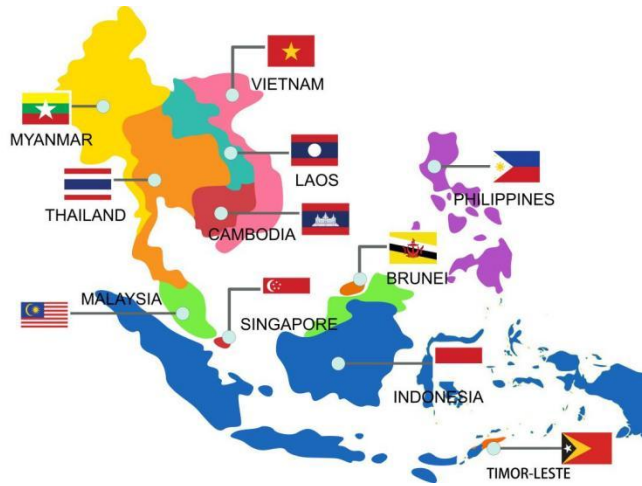 VIETNAM
MYANMAR
LAOS
THAILAND
PHILIPPINES
CAMBODIA
BRUNEI
MALAYSIA
SINGAPORE
INDONESIA
TIMOR-LESTE